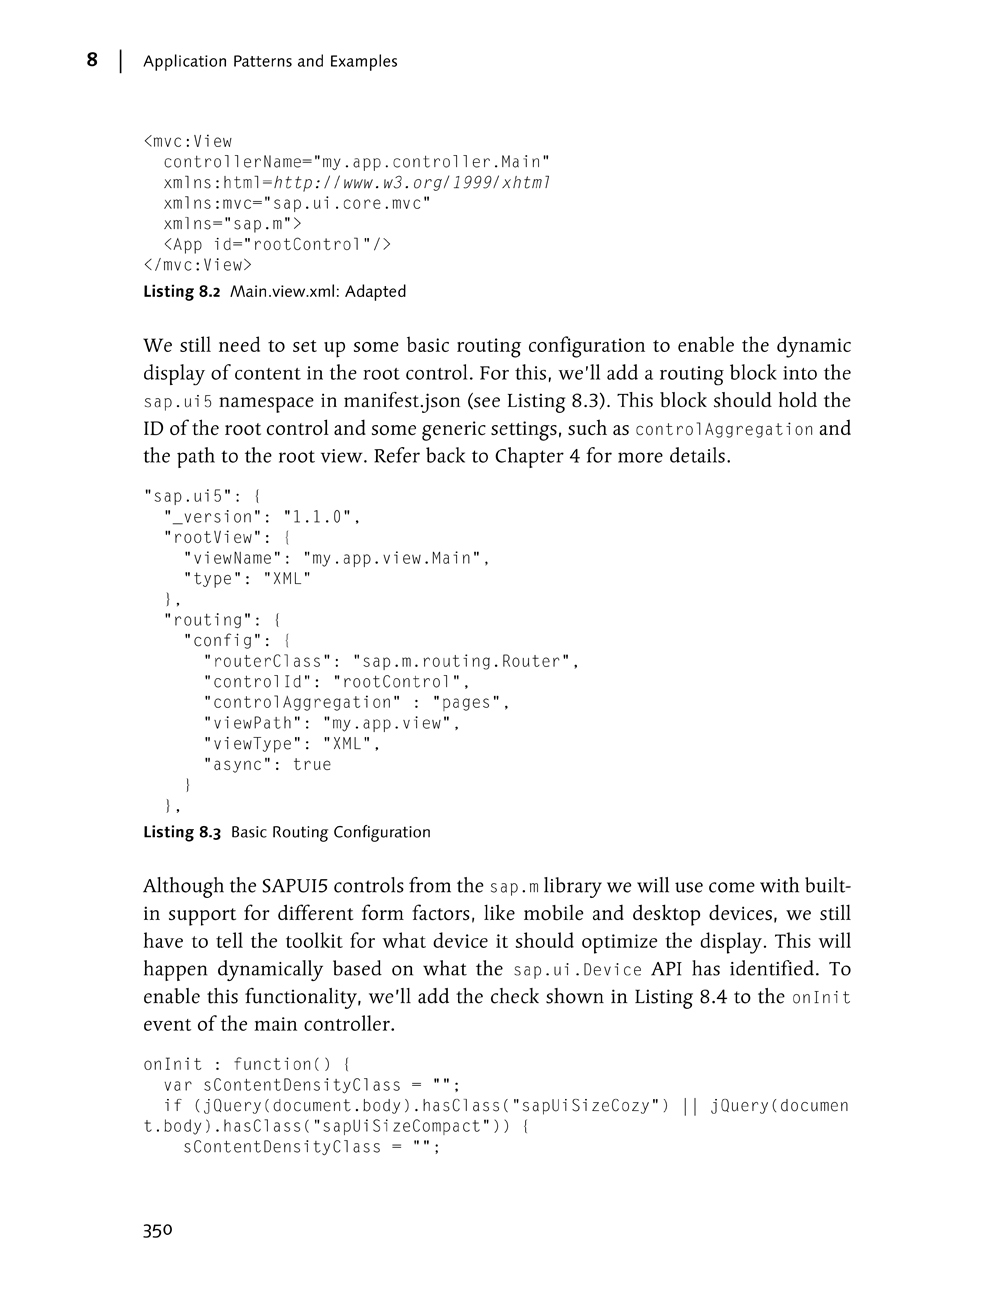 8 | Application Patterns and Examples
<mvc:View
  controllerName="my.app.controller.Main"
  xmlns:html=http://www.w3.org/1999/xhtml
  xmlns:mvc="sap.ui.core.mvc"
  xmlns="sap.m">
  <App id="rootControl"/>
</mvc:View>
Listing 8.2 Main.view.xml: Adapted
We still need to set up some basic routing configuration to enable the dynamic
display of content in the root control. For this, we'll add a routing block into the
sap.ui5 namespace in manifest.json (see Listing 8.3). This block should hold the
ID of the root control and some generic settings, such as controlAggregation and
the path to the root view. Refer back to Chapter 4 for more details.
"sap.ui5": {
  "_version": "1.1.0",
  "rootView": {
    "viewName": "my.app.view.Main",
    "type": "XML"
  },
  "routing": {
    "config": {
      "routerClass": "sap.m.routing.Router",
      "controlId": "rootControl",
      "controlAggregation" : "pages",
      "viewPath": "my.app.view",
      "viewType": "XML",
      "async": true
    }
  },
Listing 8.3 Basic Routing Configuration
Although the SAPUI5 controls from the sap.m library we will use come with built-
in support for different form factors, like mobile and desktop devices, we still
have to tell the toolkit for what device it should optimize the display. This will
happen dynamically based on what the sap.ui.Device API has identified. To
enable this functionality, we'll add the check shown in Listing 8.4 to the onInit
event of the main controller.
onInit : function() {
  var sContentDensityClass = "";
  if (jQuery(document.body).hasClass("sapUiSizeCozy") || jQuery(documen
t.body).hasClass("sapUiSizeCompact")) {
    sContentDensityClass = "";
350